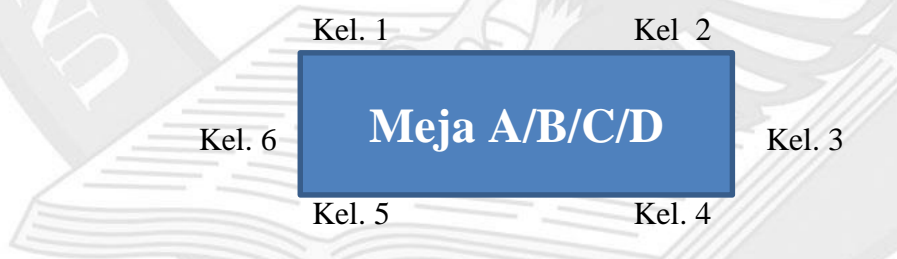 Kel. 1 Kel 2
Kel. 6 Meja A/B/C/D Kel. 3
Kel. 5 Kel. 4